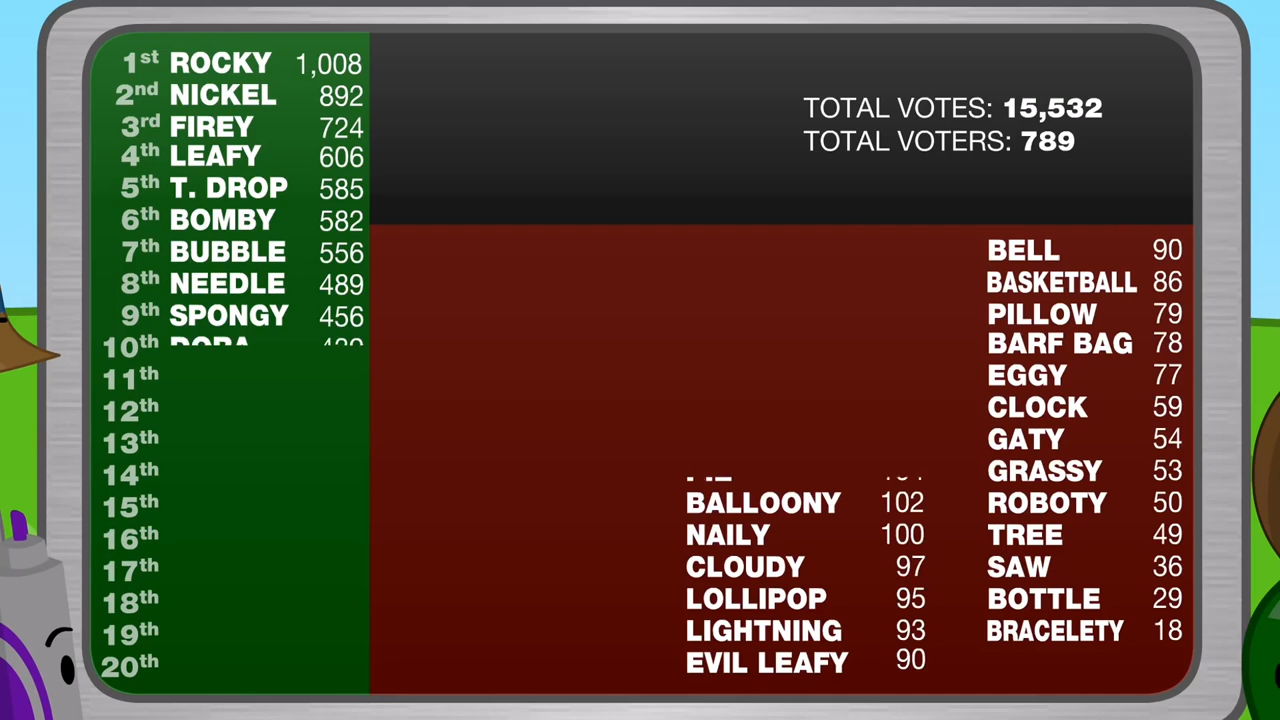 1st ROCKY 1,008
2nd NICKEL 892
3rd FIREY 724
4th LEAFY 606
5th T. DROP 585
6th BOMBY 582
7th BUBBLE 556
8th NEEDLE 489
9th SPONGY 456
10th
11th
12th
13th
14th
15th
16th
17th
18th
19th
20th
TOTAL VOTES: 15,532
TOTAL VOTERS: 789
BALLOONY 102
NAILY 100
CLOUDY 97
LOLLIPOP 95
LIGHTNING 93
EVIL LEAFY 90
BELL 90
BASKETBALL 86
PILLOW 79
BARF BAG 78
EGGY 77
CLOCK 59
GATY 54
GRASSY 53
ROBOTY 50
TREE 49
SAW 36
BOTTLE 29
BRACELETY 18